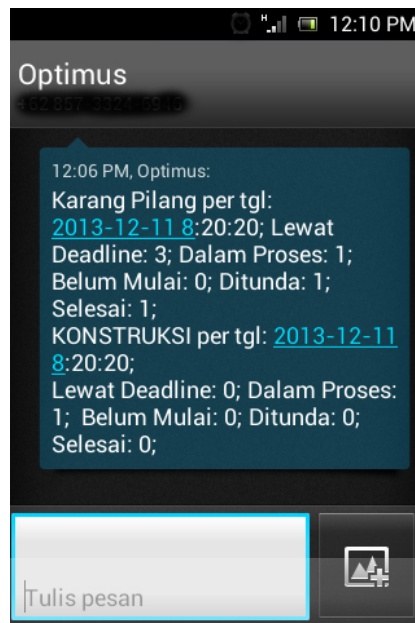 H
12:10 PM
Optimus
12:06 PM, Optimus:
Karang Pilang per tgl:
2013-12-11 8:20:20; Lewat
Deadline: 3; Dalam Proses: 1;
Belum Mulai: 0; Ditunda: 1;
Selesai: 1;
KONSTRUKSI per tgl: 2013-12-11
8:20:20;
Lewat Deadline: 0; Dalam Proses:
1;  Belum Mulai: 0; Ditunda: 0;
Selesai: 0;
Tulis pesan